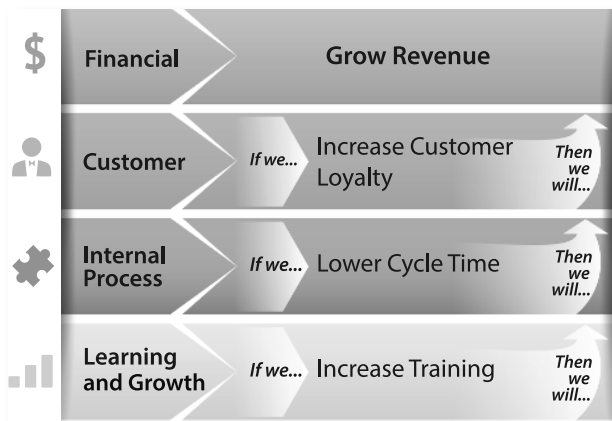 $
Financial
Grow Revenue
Customer
If we...
Increase Customer
Loyalty
Then
we
will...
Internal
Process
If we...
Lower Cycle Time
Then
we
will...
Learning
and Growth
If we...
Increase Training
Then
we
will...